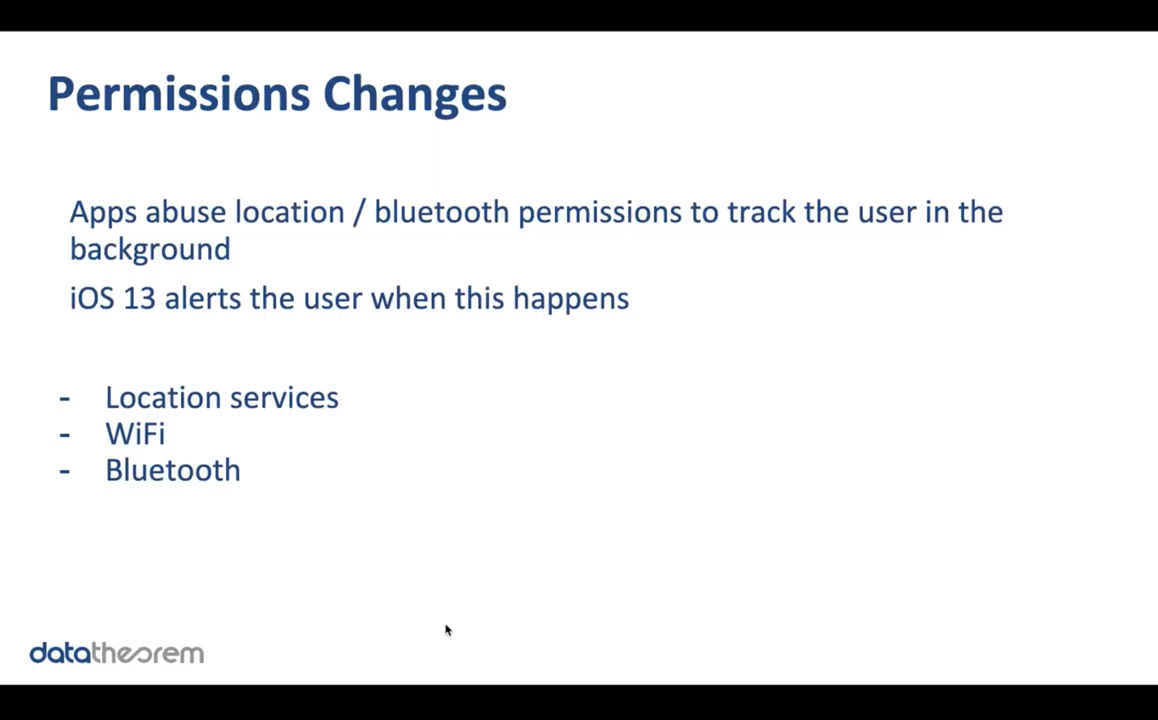 Permissions Changes
Apps abuse location / bluetooth permissions to track the user in the
background
iOS 13 alerts the user when this happens
- Location services
- WiFi
- Bluetooth
datatheorem